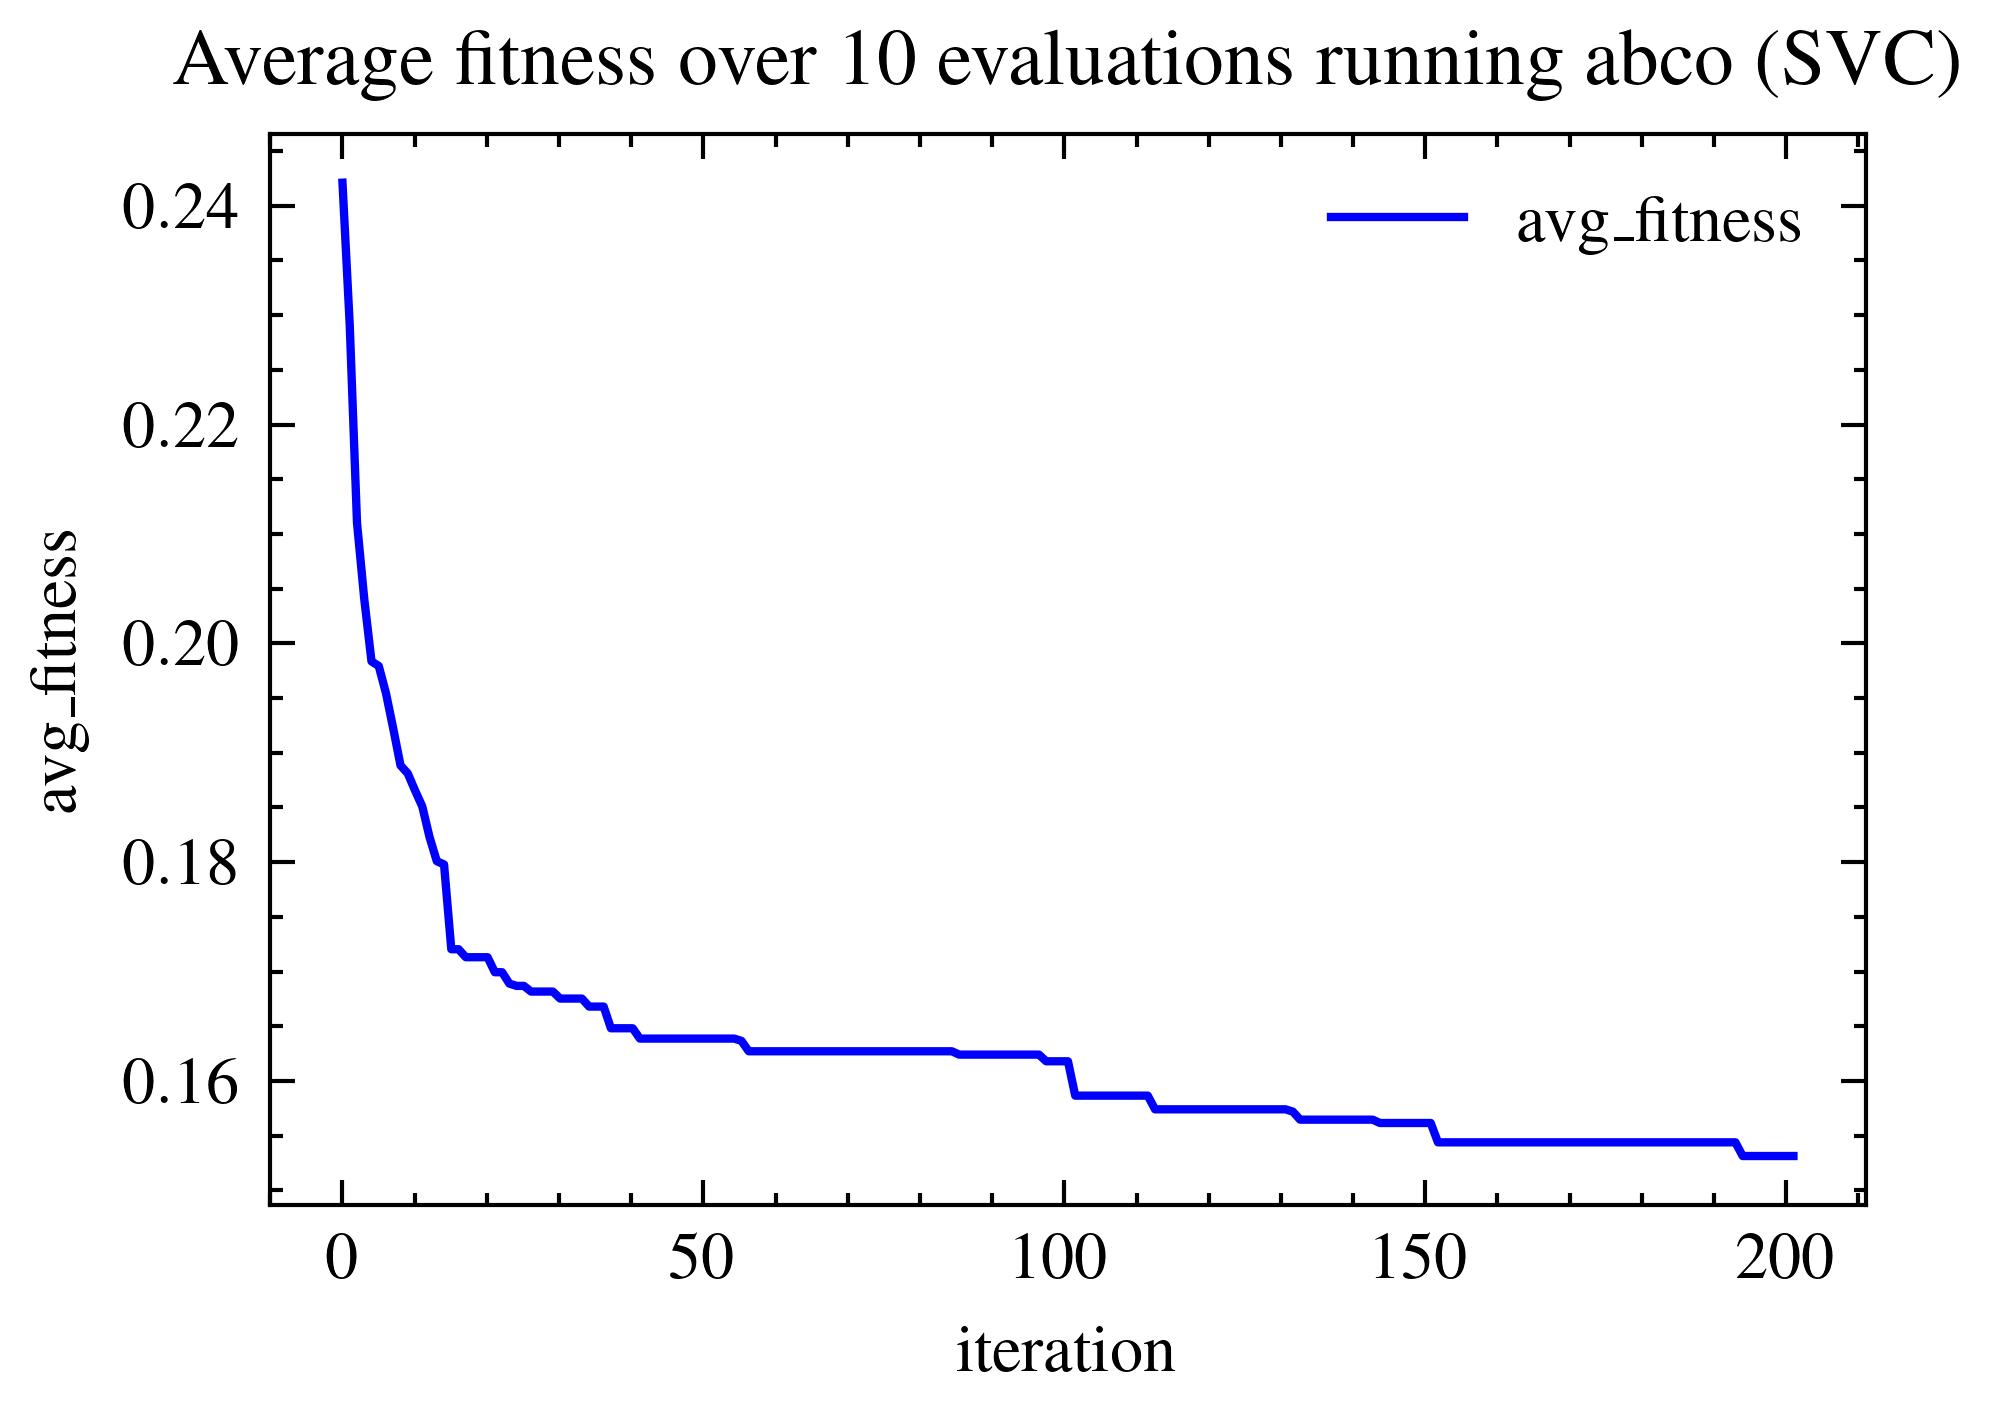 Average fitness over 10 evaluations running abco (SVC)
avg_fitness
0.24
0.22
0.20
0.18
0.16
avg_fitness
0 50 100 150 200
iteration